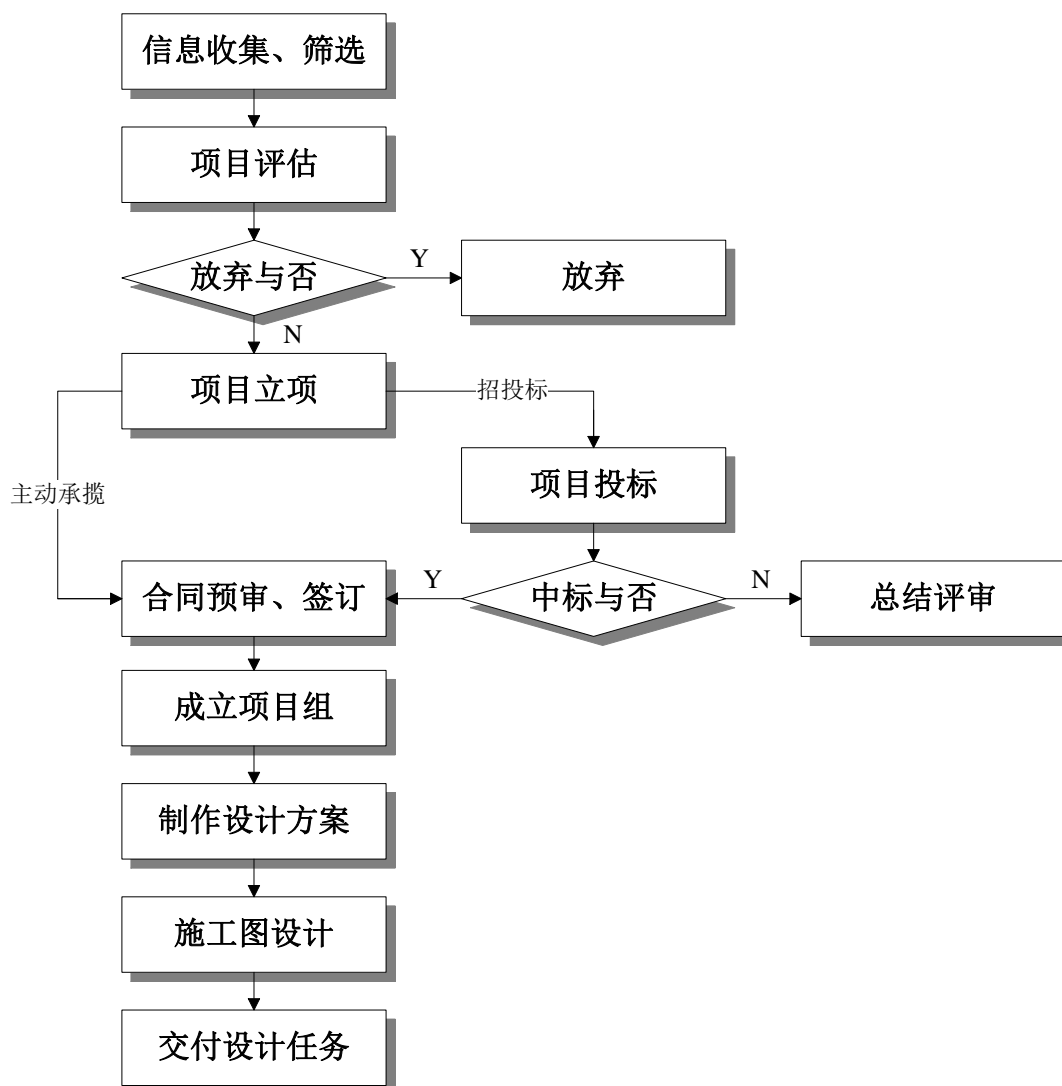 信息收集、筛选
项目评估
放弃与否
Y
放弃
N
项目立项
招投标
主动承揽
项目投标
合同预审、签订
Y
中标与否
N
总结评审
成立项目组
制作设计方案
施工图设计
交付设计任务